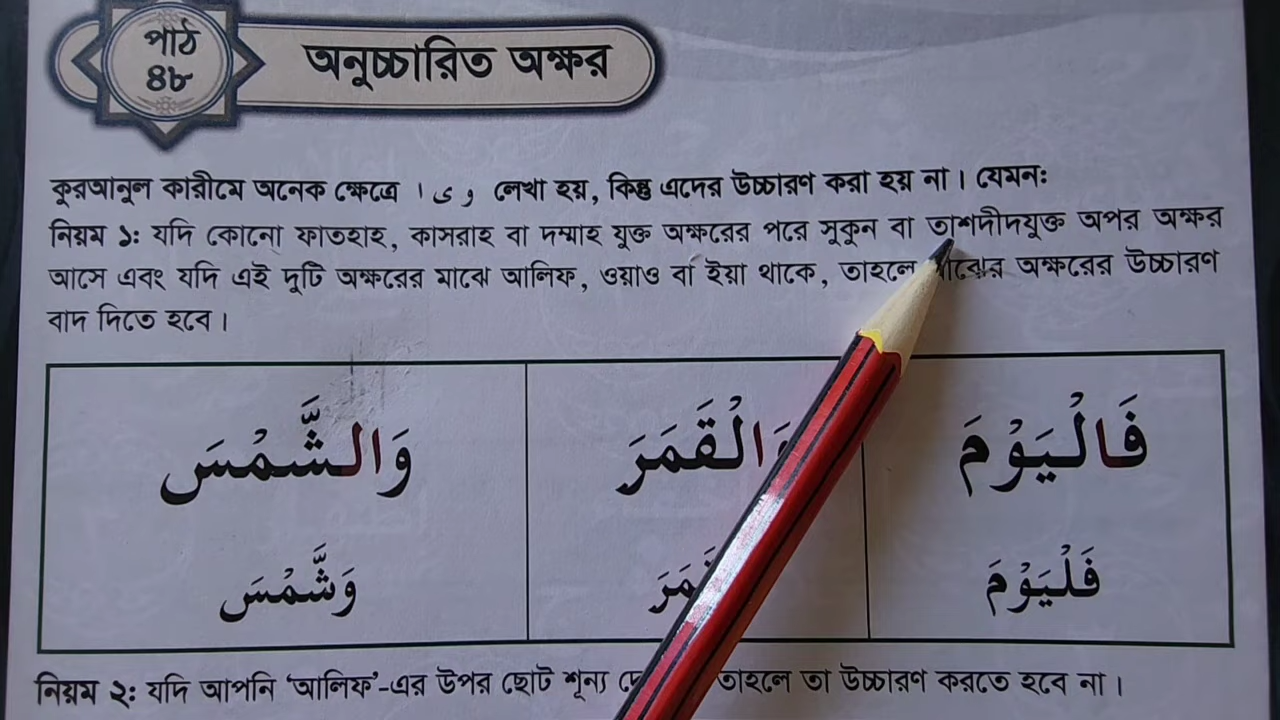 পাঠ
৪৮
অনুচ্চারিত অক্ষর
কুরআনুল কারীমে অনেক ক্ষেত্রে ا و ى লেখা হয়, কিন্তু এদের উচ্চারণ করা হয় না। যেমনঃ
নিয়ম ১ঃ যদি কোনো ফাতহাহ, কাসরাহ বা দম্মাহ যুক্ত অক্ষরের পরে সুকুন বা তাশদীদযুক্ত অপর অক্ষর
আসে এবং যদি এই দুটি অক্ষরের মাঝে আলিফ, ওয়াও বা ইয়া থাকে, তাহলে মাঝের অক্ষরের উচ্চারণ
বাদ দিতে হবে।
فَالْيَوْمَ وَالْقَمَرَ وَالشَّمْسَ
فَلْيَوْمَ وَشَّمْسَ
নিয়ম ২ঃ যদি আপনি ‘আলিফ’-এর উপর ছোট শূন্য তাহলে তা উচ্চারণ করতে হবে না।